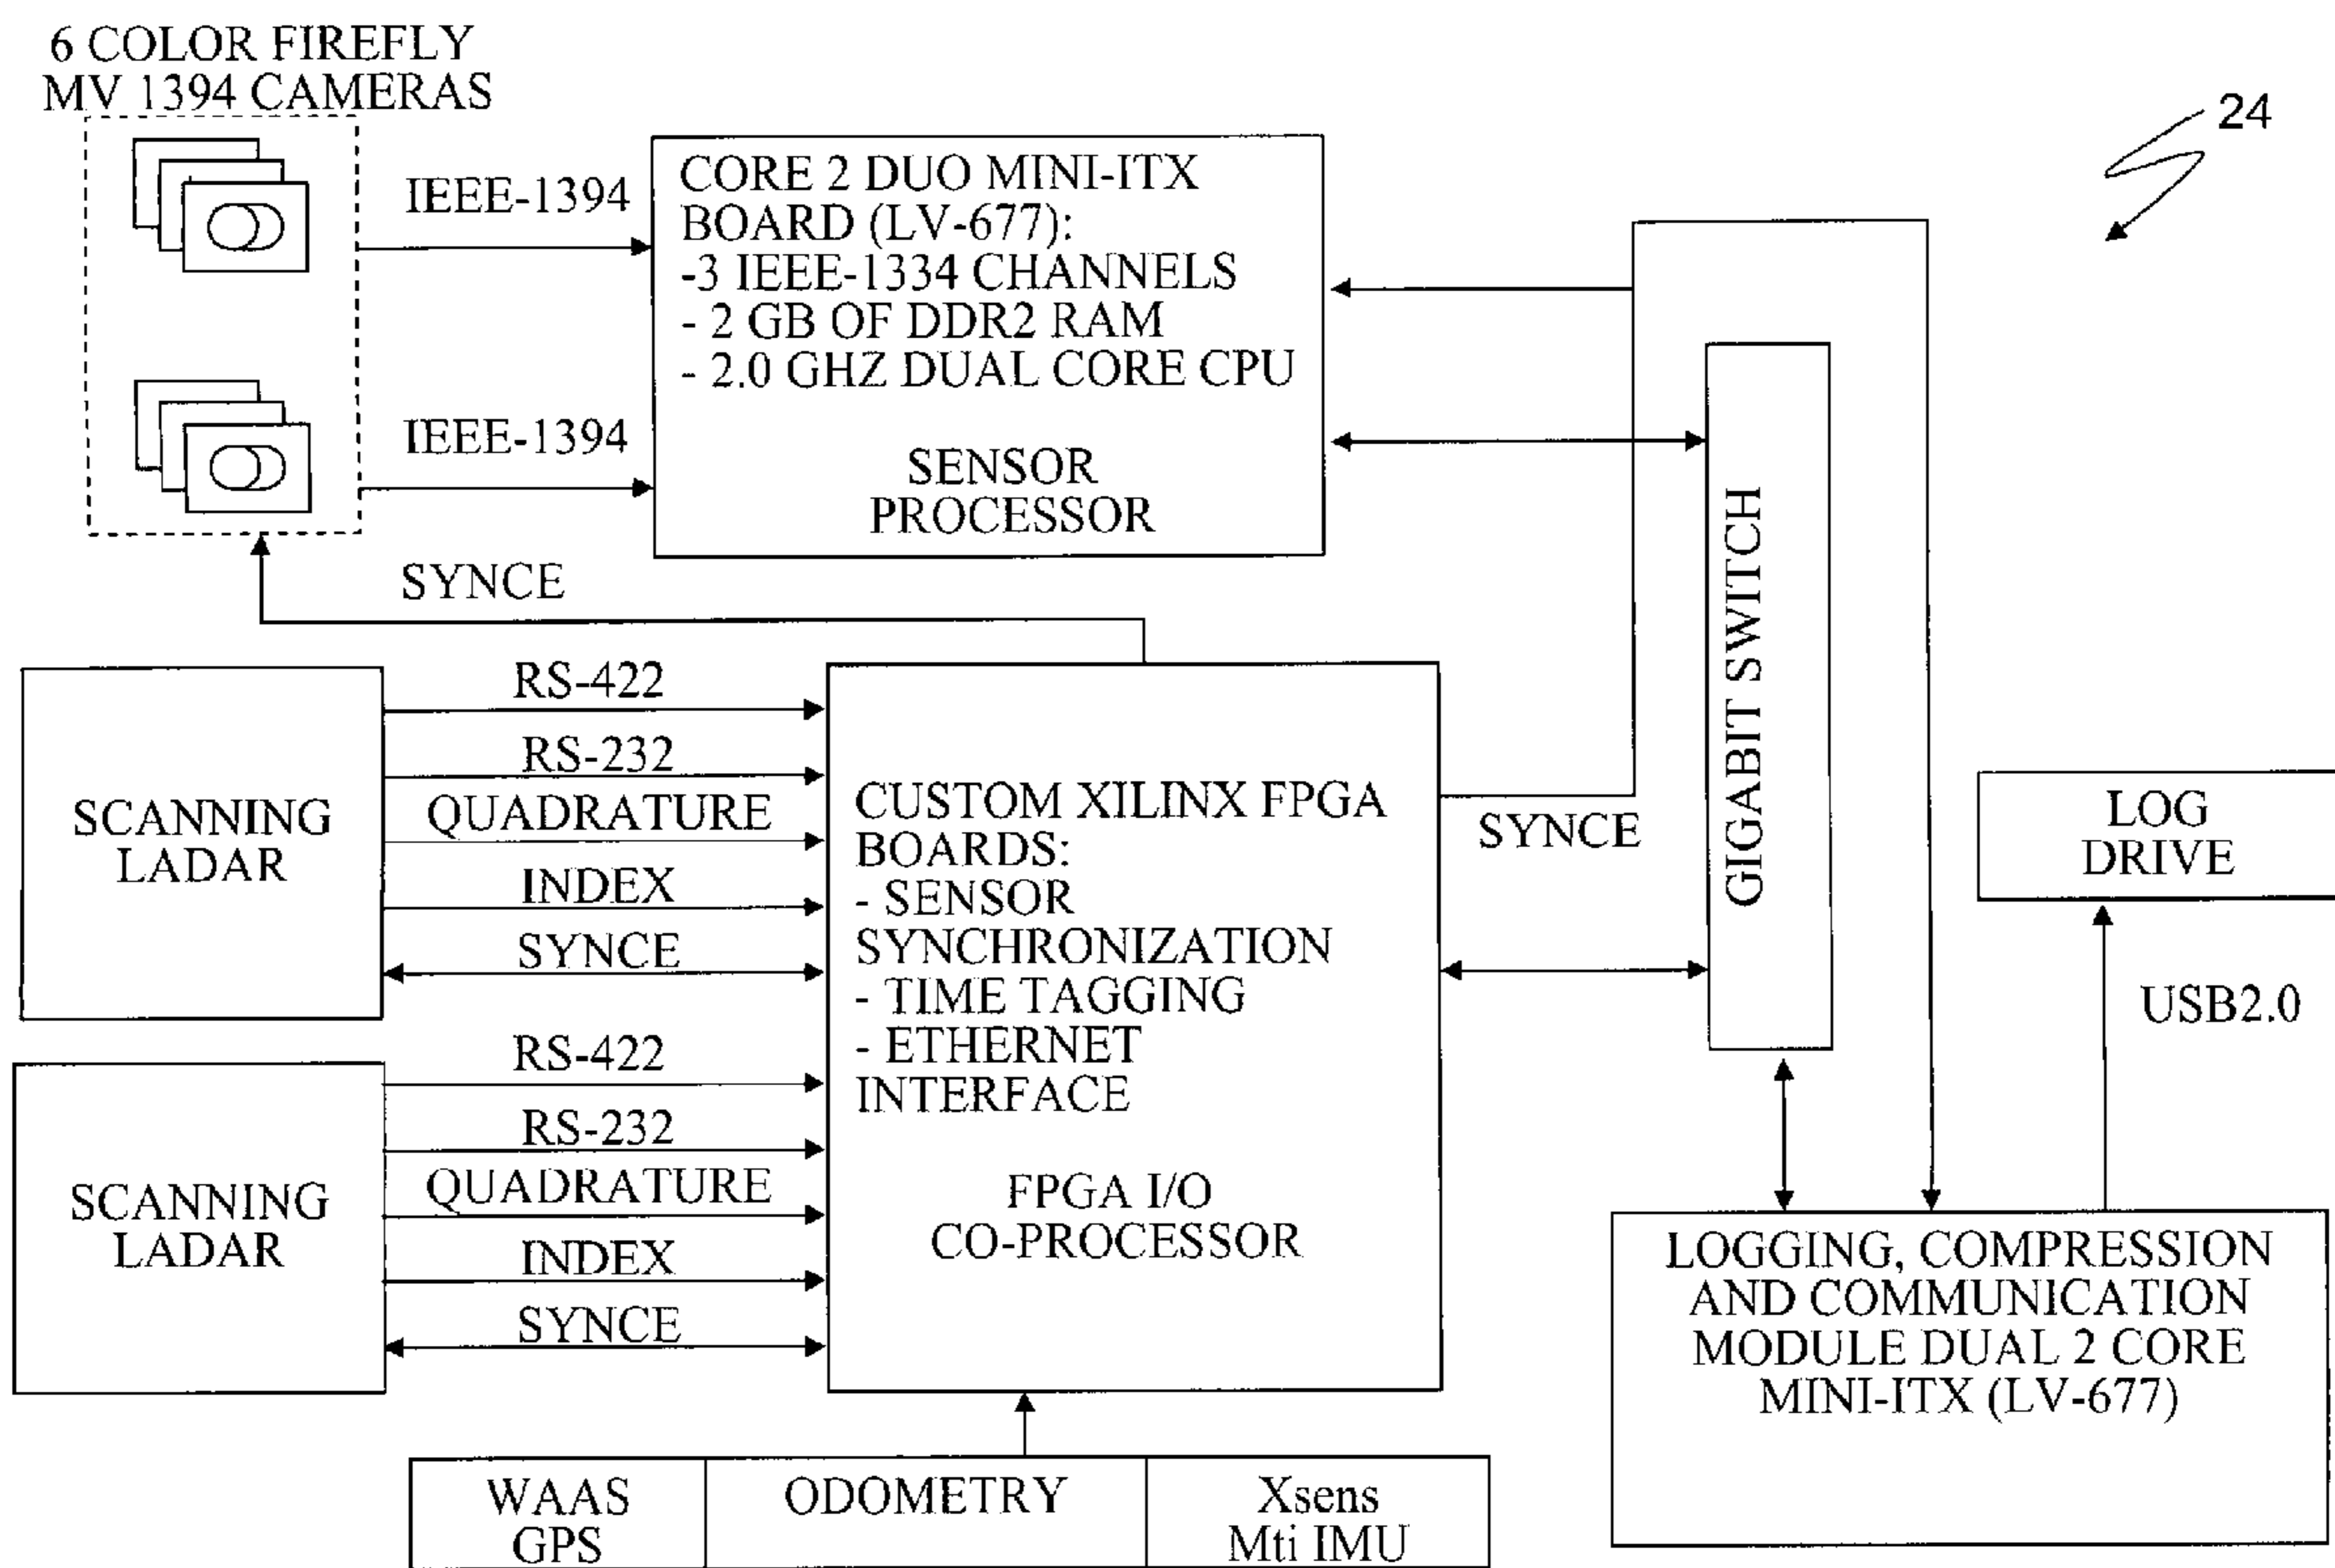 6 COLOR FIREFLY
MV 1394 CAMERAS
24
IEEE-1394
CORE 2 DUO MINI-ITX
BOARD (LV-677):
-3 IEEE-1334 CHANNELS
- 2 GB OF DDR2 RAM
- 2.0 GHZ DUAL CORE CPU
IEEE-1394
SENSOR
PROCESSOR
SYNCE
GIGABIT SWITCH
SCANNING
LADAR
RS-422
RS-232
QUADRATURE
INDEX
SYNCE
CUSTOM XILINX FPGA
BOARDS:
- SENSOR
SYNCHRONIZATION
- TIME TAGGING
- ETHERNET
INTERFACE
FPGA I/O
CO-PROCESSOR
SYNCE
LOG
DRIVE
USB2.0
SCANNING
LADAR
RS-422
RS-232
QUADRATURE
INDEX
SYNCE
LOGGING, COMPRESSION
AND COMMUNICATION
MODULE DUAL 2 CORE
MINI-ITX (LV-677)
WAAS
GPS
ODOMETRY
Xsens
Mti IMU